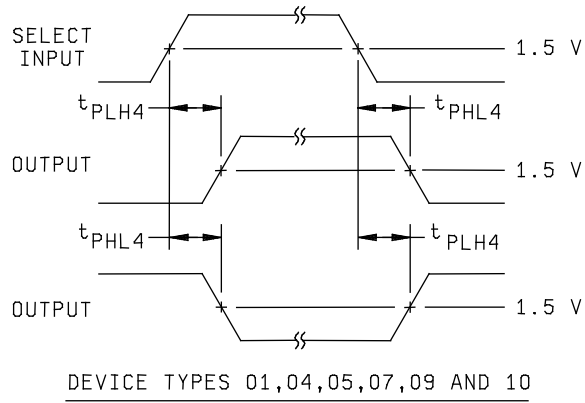 SELECT
INPUT
1.5 V
tPLH4
tPHL4
OUTPUT
1.5 V
tPHL4
tPLH4
OUTPUT
1.5 V
DEVICE TYPES 01,04,05,07,09 AND 10